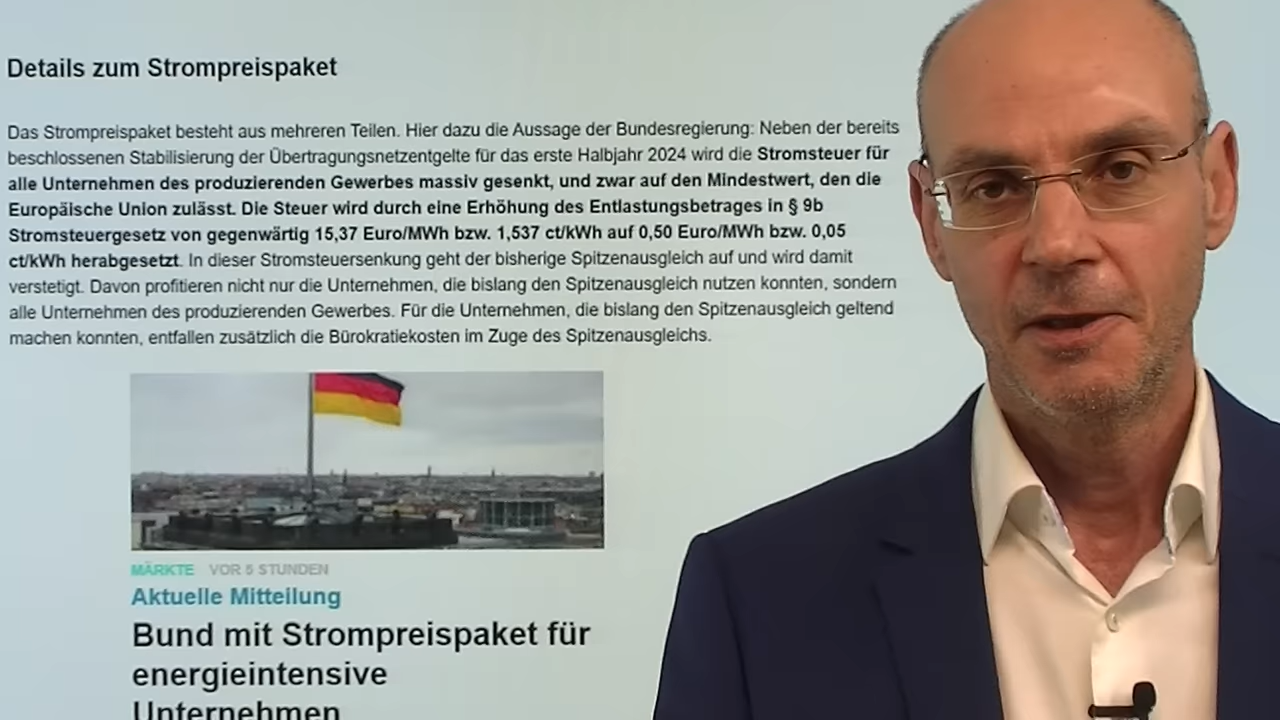 Details zum Strompreispaket
Das Strompreispaket besteht aus mehreren Teilen. Hier dazu die Aussage der Bundesregierung: Neben der bereits
beschlossenen Stabilisierung der Übertragungsnetzentgelte für das erste Halbjahr 2024 wird die Stromsteuer für
alle Unternehmen des produzierenden Gewerbes massiv gesenkt, und zwar auf den Mindestwert, den die
Europäische Union zulässt. Die Steuer wird durch eine Erhöhung des Entlastungsbetrages in § 9b
Stromsteuergesetz von gegenwärtig 15,37 Euro/MWh bzw. 1,537 ct/kWh auf 0,50 Euro/MWh bzw. 0,05
ct/kWh herabgesetzt. In dieser Stromsteuersenkung geht der bisherige Spitzenausgleich auf und wird damit
verstetigt. Davon profitieren nicht nur die Unternehmen, die bislang den Spitzenausgleich nutzen konnten, sondern
alle Unternehmen des produzierenden Gewerbes. Für die Unternehmen, die bislang den Spitzenausgleich geltend
machen konnten, entfallen zusätzlich die Bürokratiekosten im Zuge des Spitzenausgleichs.
MÄRKTE VOR 5 STUNDEN
Aktuelle Mitteilung
Bund mit Strompreispaket für
energieintensive
Unternehmen